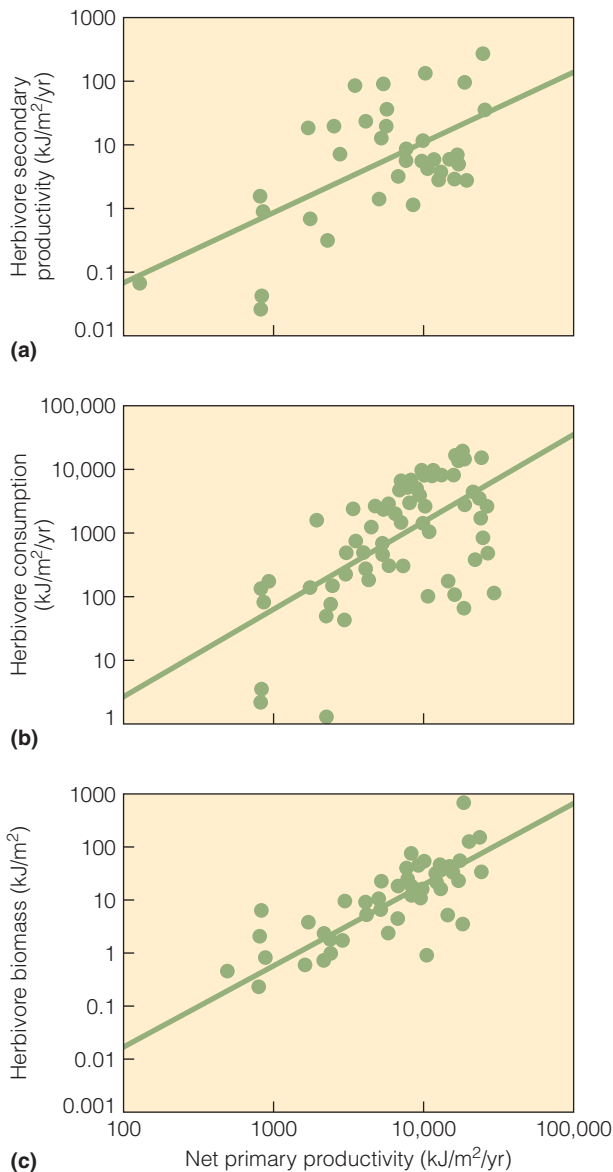 1000
100
10
1
0.1
0.01
Herbivore secondary
productivity (kJ/m²/yr)
(a)
100,000
10,000
1000
100
10
1
Herbivore consumption
(kJ/m²/yr)
(b)
1000
100
10
1
0.1
0.01
0.001
Herbivore biomass (kJ/m²)
100 1000 10,000 100,000
(c) Net primary productivity (kJ/m²/yr)